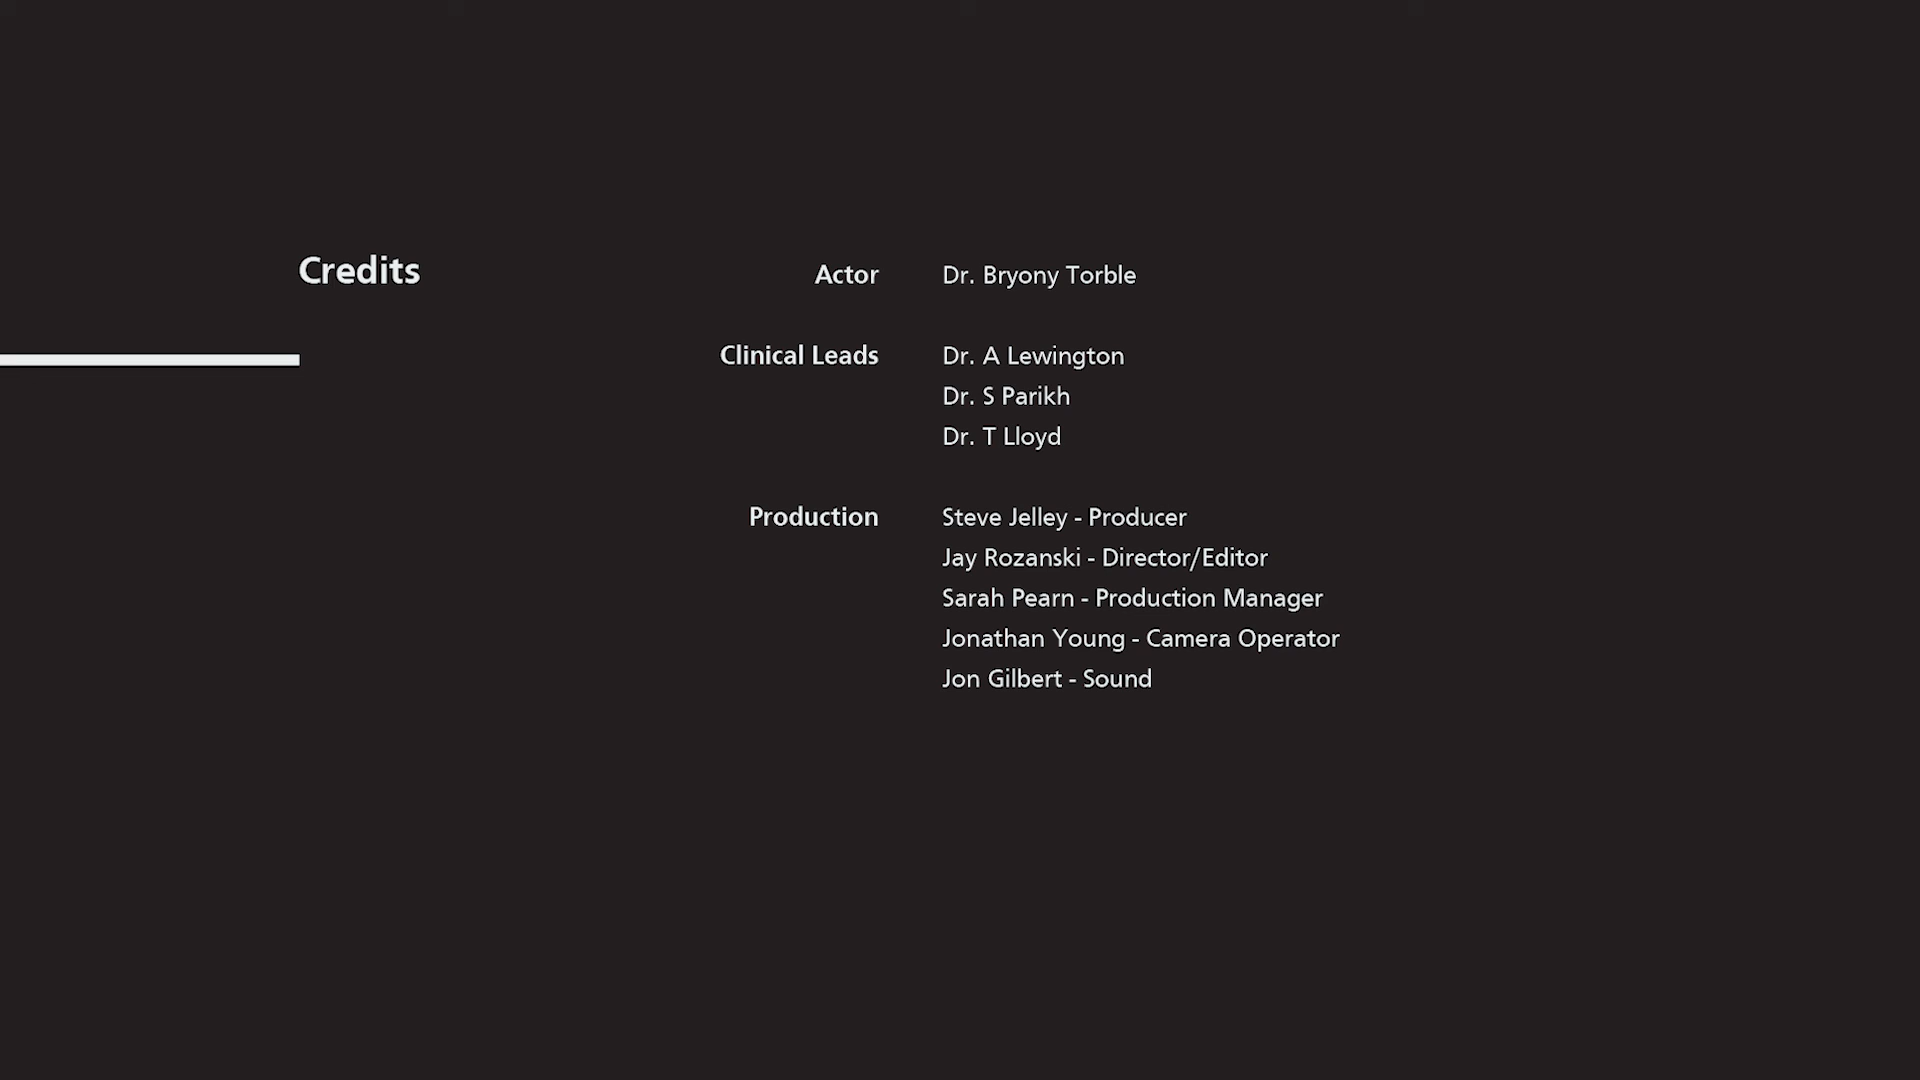 Credits
Actor Dr. Bryony Torble
Clinical Leads Dr. A Lewington
Dr. S Parikh
Dr. T Lloyd
Production Steve Jelley - Producer
Jay Rozanski - Director/Editor
Sarah Pearn - Production Manager
Jonathan Young - Camera Operator
Jon Gilbert - Sound